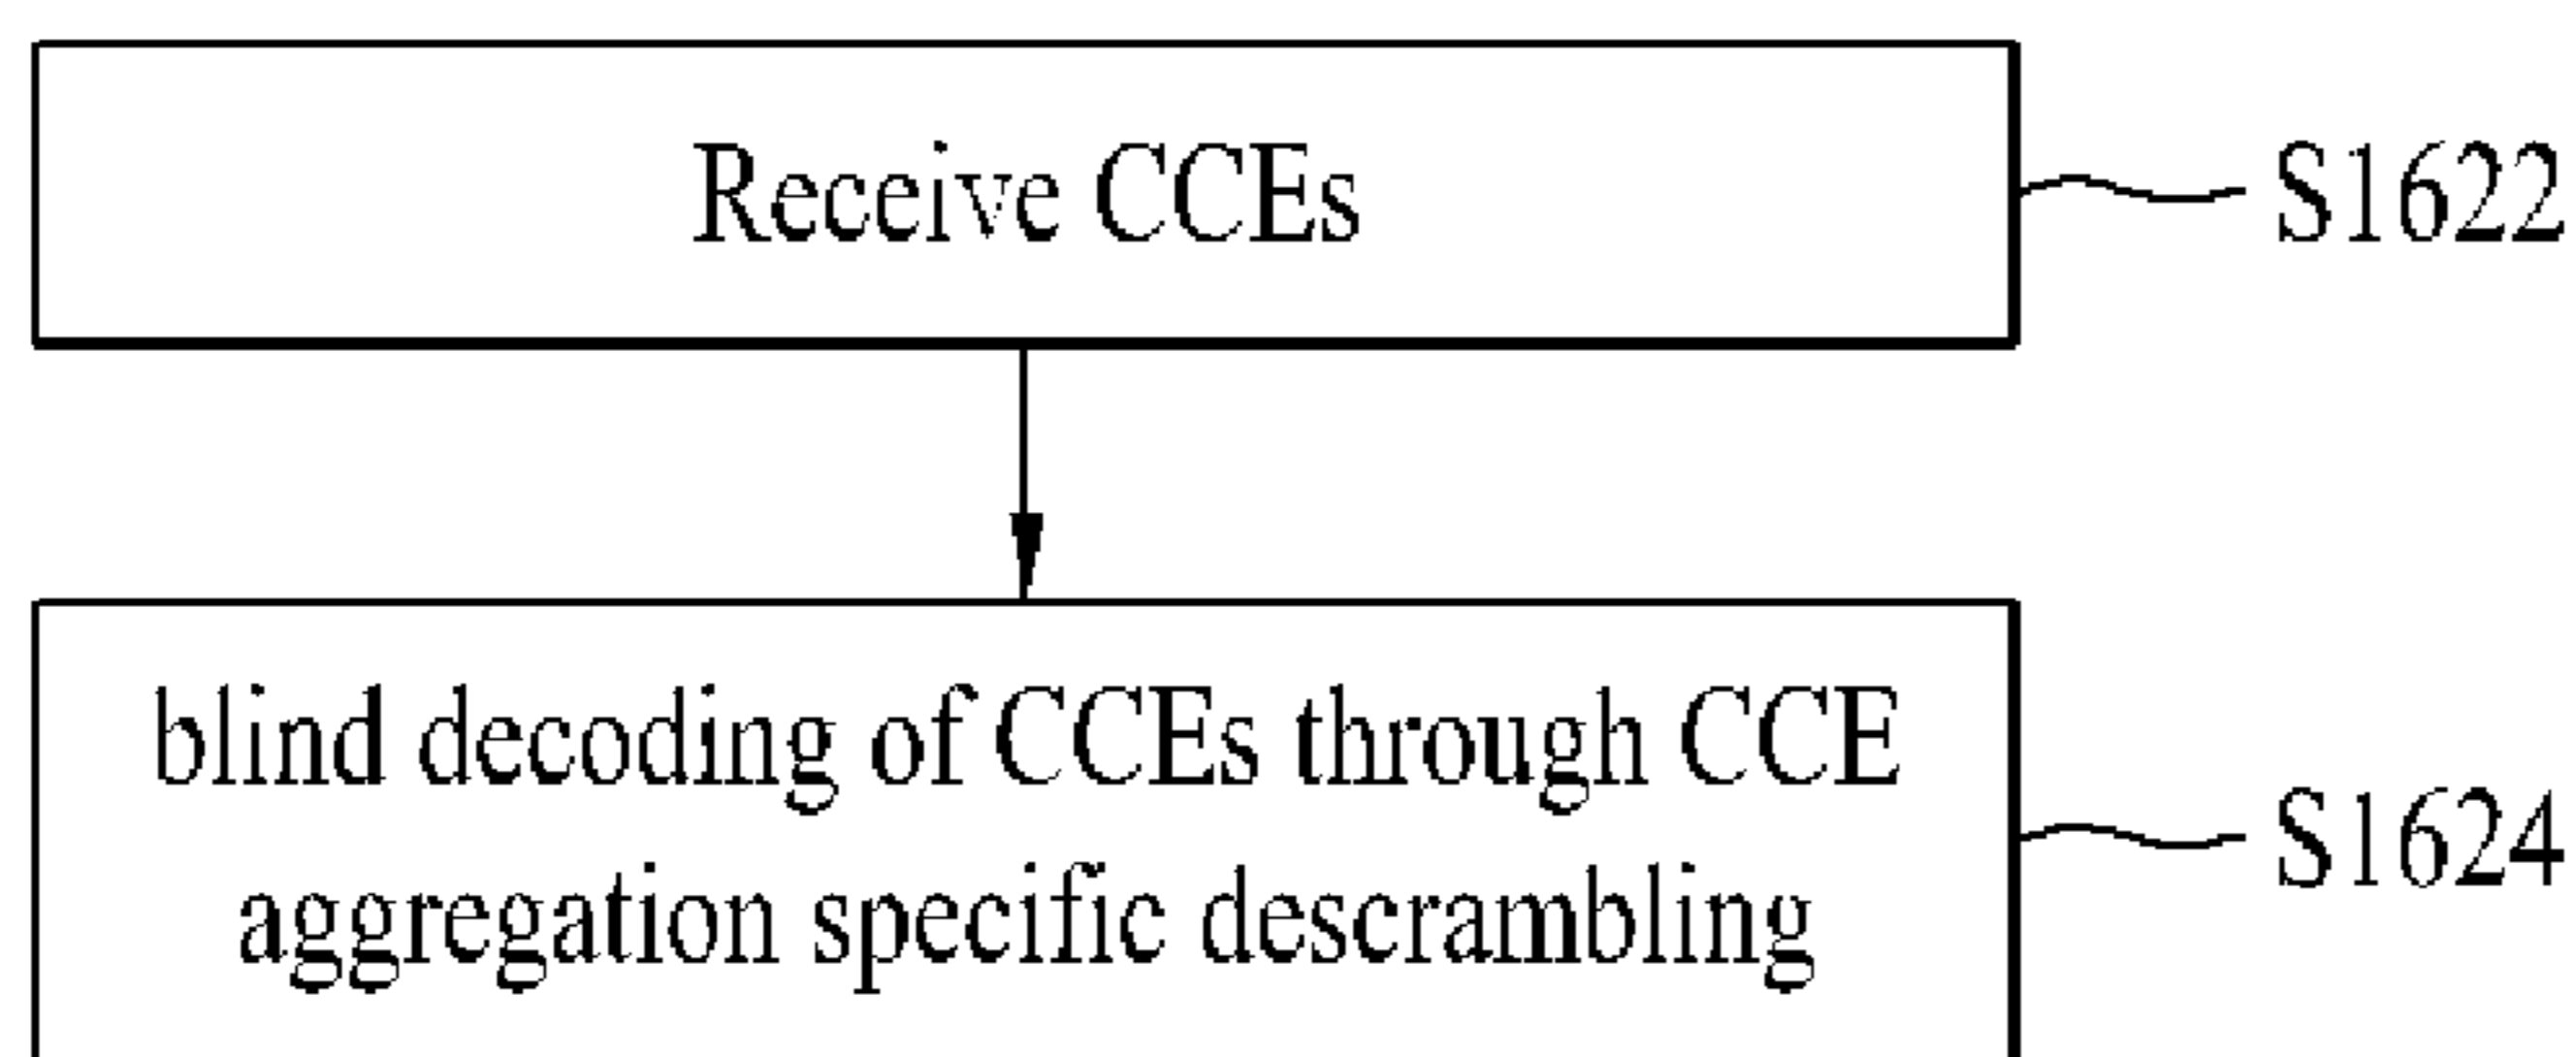 Receive CCEs
S1622
blind decoding of CCEs through CCE
aggregation specific descrambling
S1624